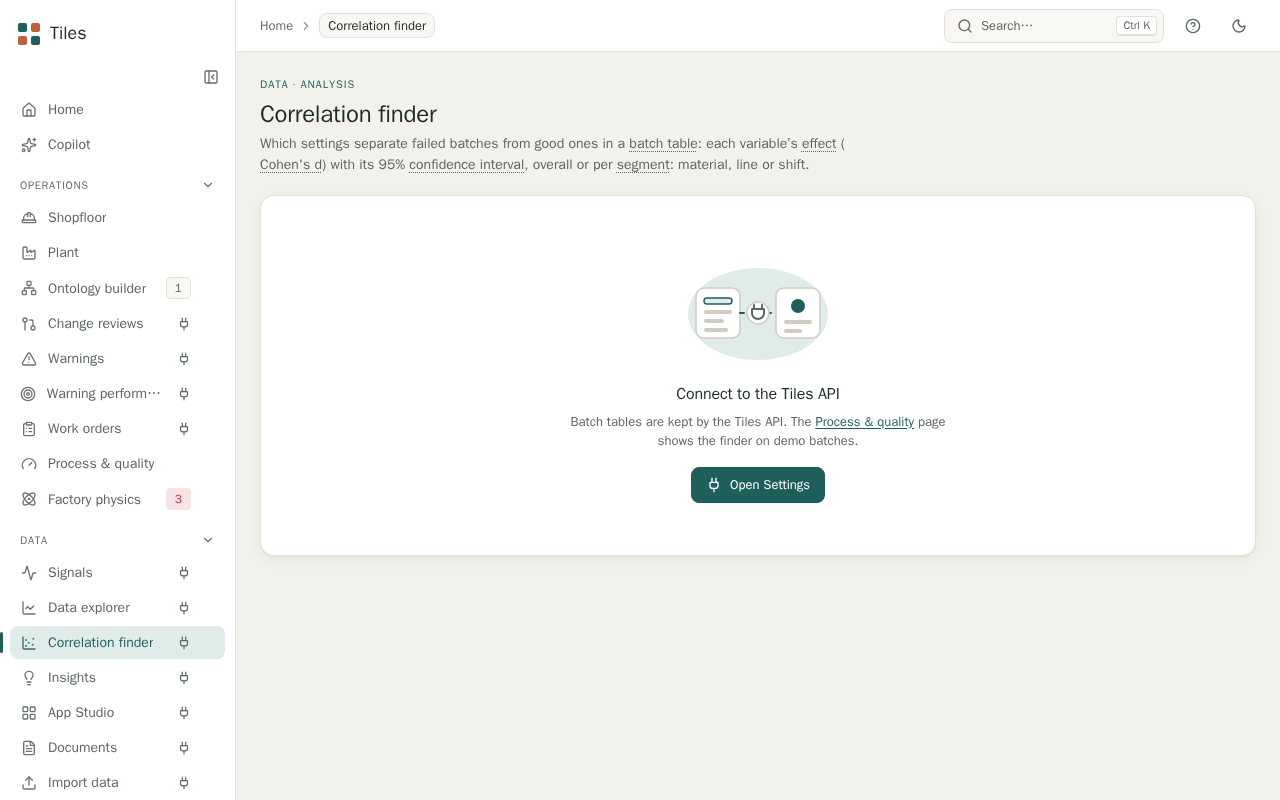 Tiles
Home
Copilot
OPERATIONS
Shopfloor
Plant
Ontology builder 1
Change reviews
Warnings
Warning perform···
Work orders
Process & quality
Factory physics 3
DATA
Signals
Data explorer
Correlation finder
Insights
App Studio
Documents
Import data
Home Correlation finder
Search··· Ctrl K
DATA · ANALYSIS
Correlation finder
Which settings separate failed batches from good ones in a batch table: each variable's effect (
Cohen's d) with its 95% confidence interval, overall or per segment: material, line or shift.
Connect to the Tiles API
Batch tables are kept by the Tiles API. The Process & quality page
shows the finder on demo batches.
Open Settings